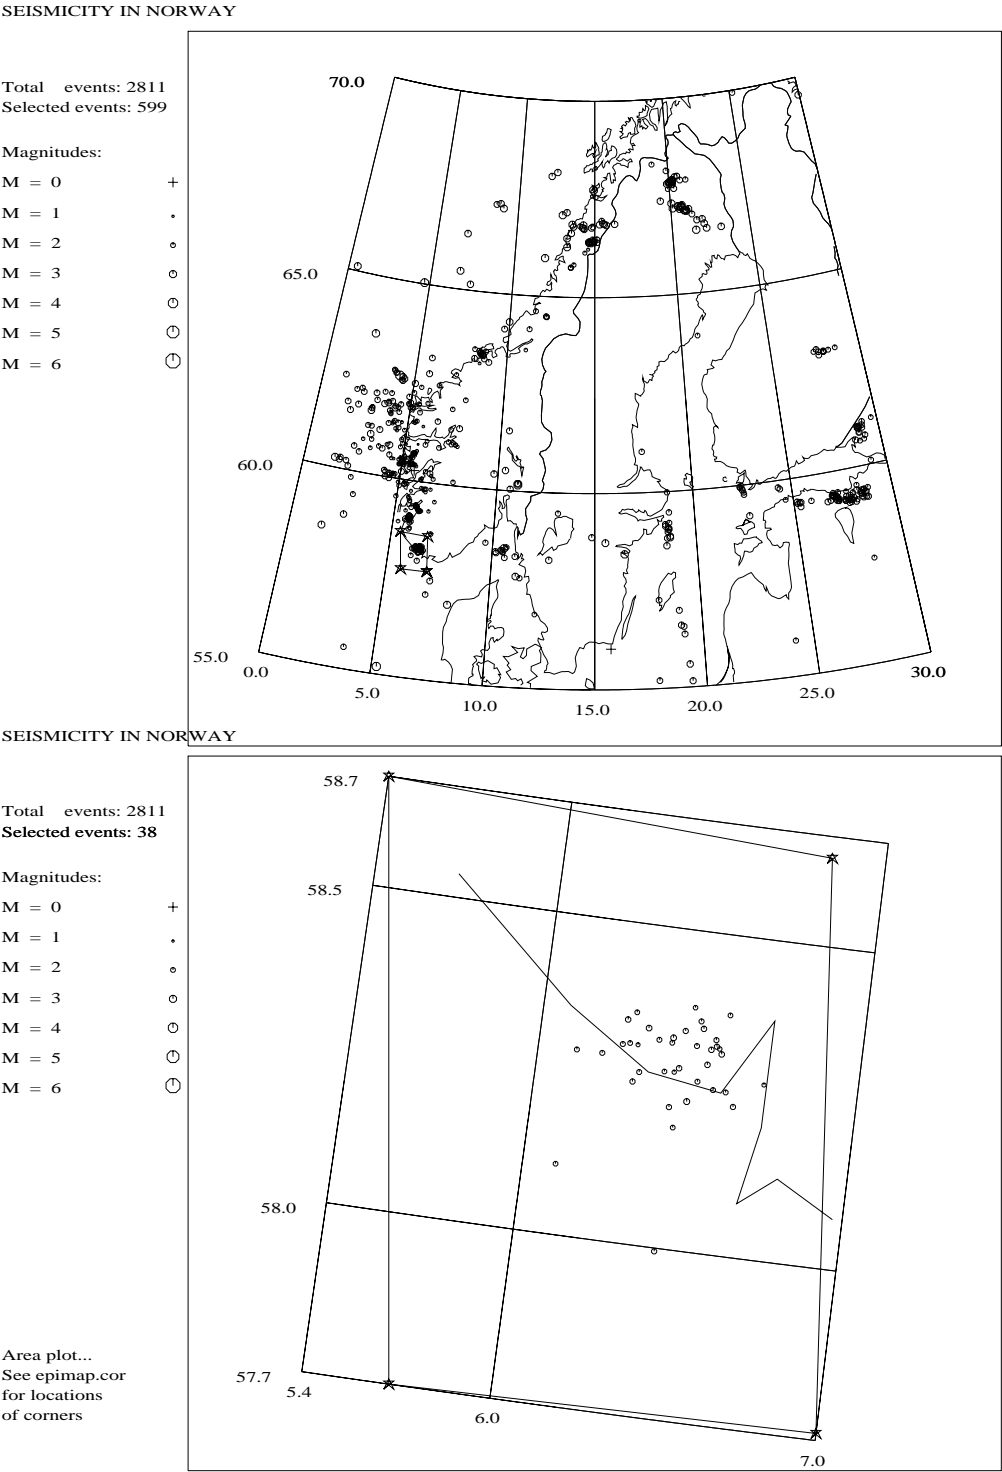 SEISMICITY IN NORWAY
Total events: 2811
Selected events: 599
Magnitudes:
M = 0
M = 1
M = 2
M = 3
M = 4
M = 5
M = 6
70.0
65.0
60.0
55.0
0.0
5.0
10.0
15.0
20.0
25.0
30.0
SEISMICITY IN NORWAY
Total events: 2811
Selected events: 38
Magnitudes:
M = 0
M = 1
M = 2
M = 3
M = 4
M = 5
M = 6
Area plot...
See epimap.cor
for locations
of corners
58.7
58.5
58.0
57.7
5.4
6.0
7.0